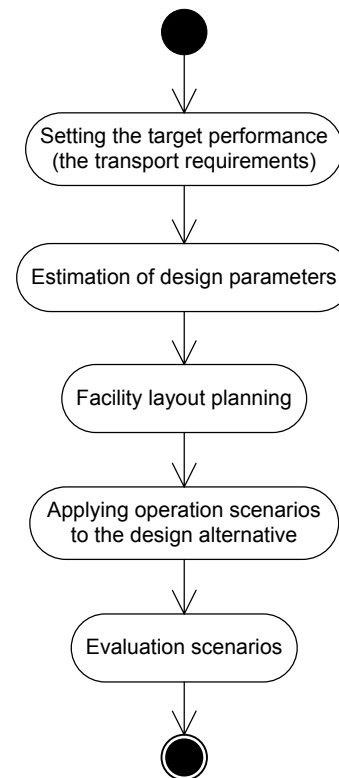 Setting the target performance
(the transport requirements)
Estimation of design parameters
Facility layout planning
Applying operation scenarios
to the design alternative
Evaluation scenarios